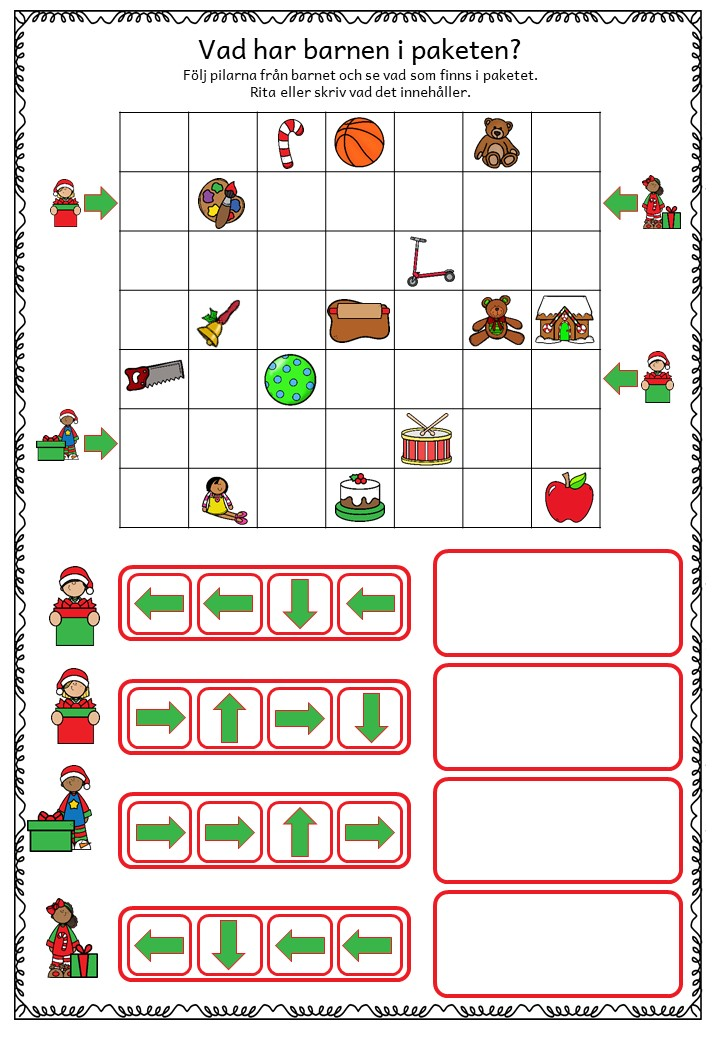 Vad har barnen i paketen?
Följ pilarna från barnet och se vad som finns i paketet.
Rita eller skriv vad det innehåller.